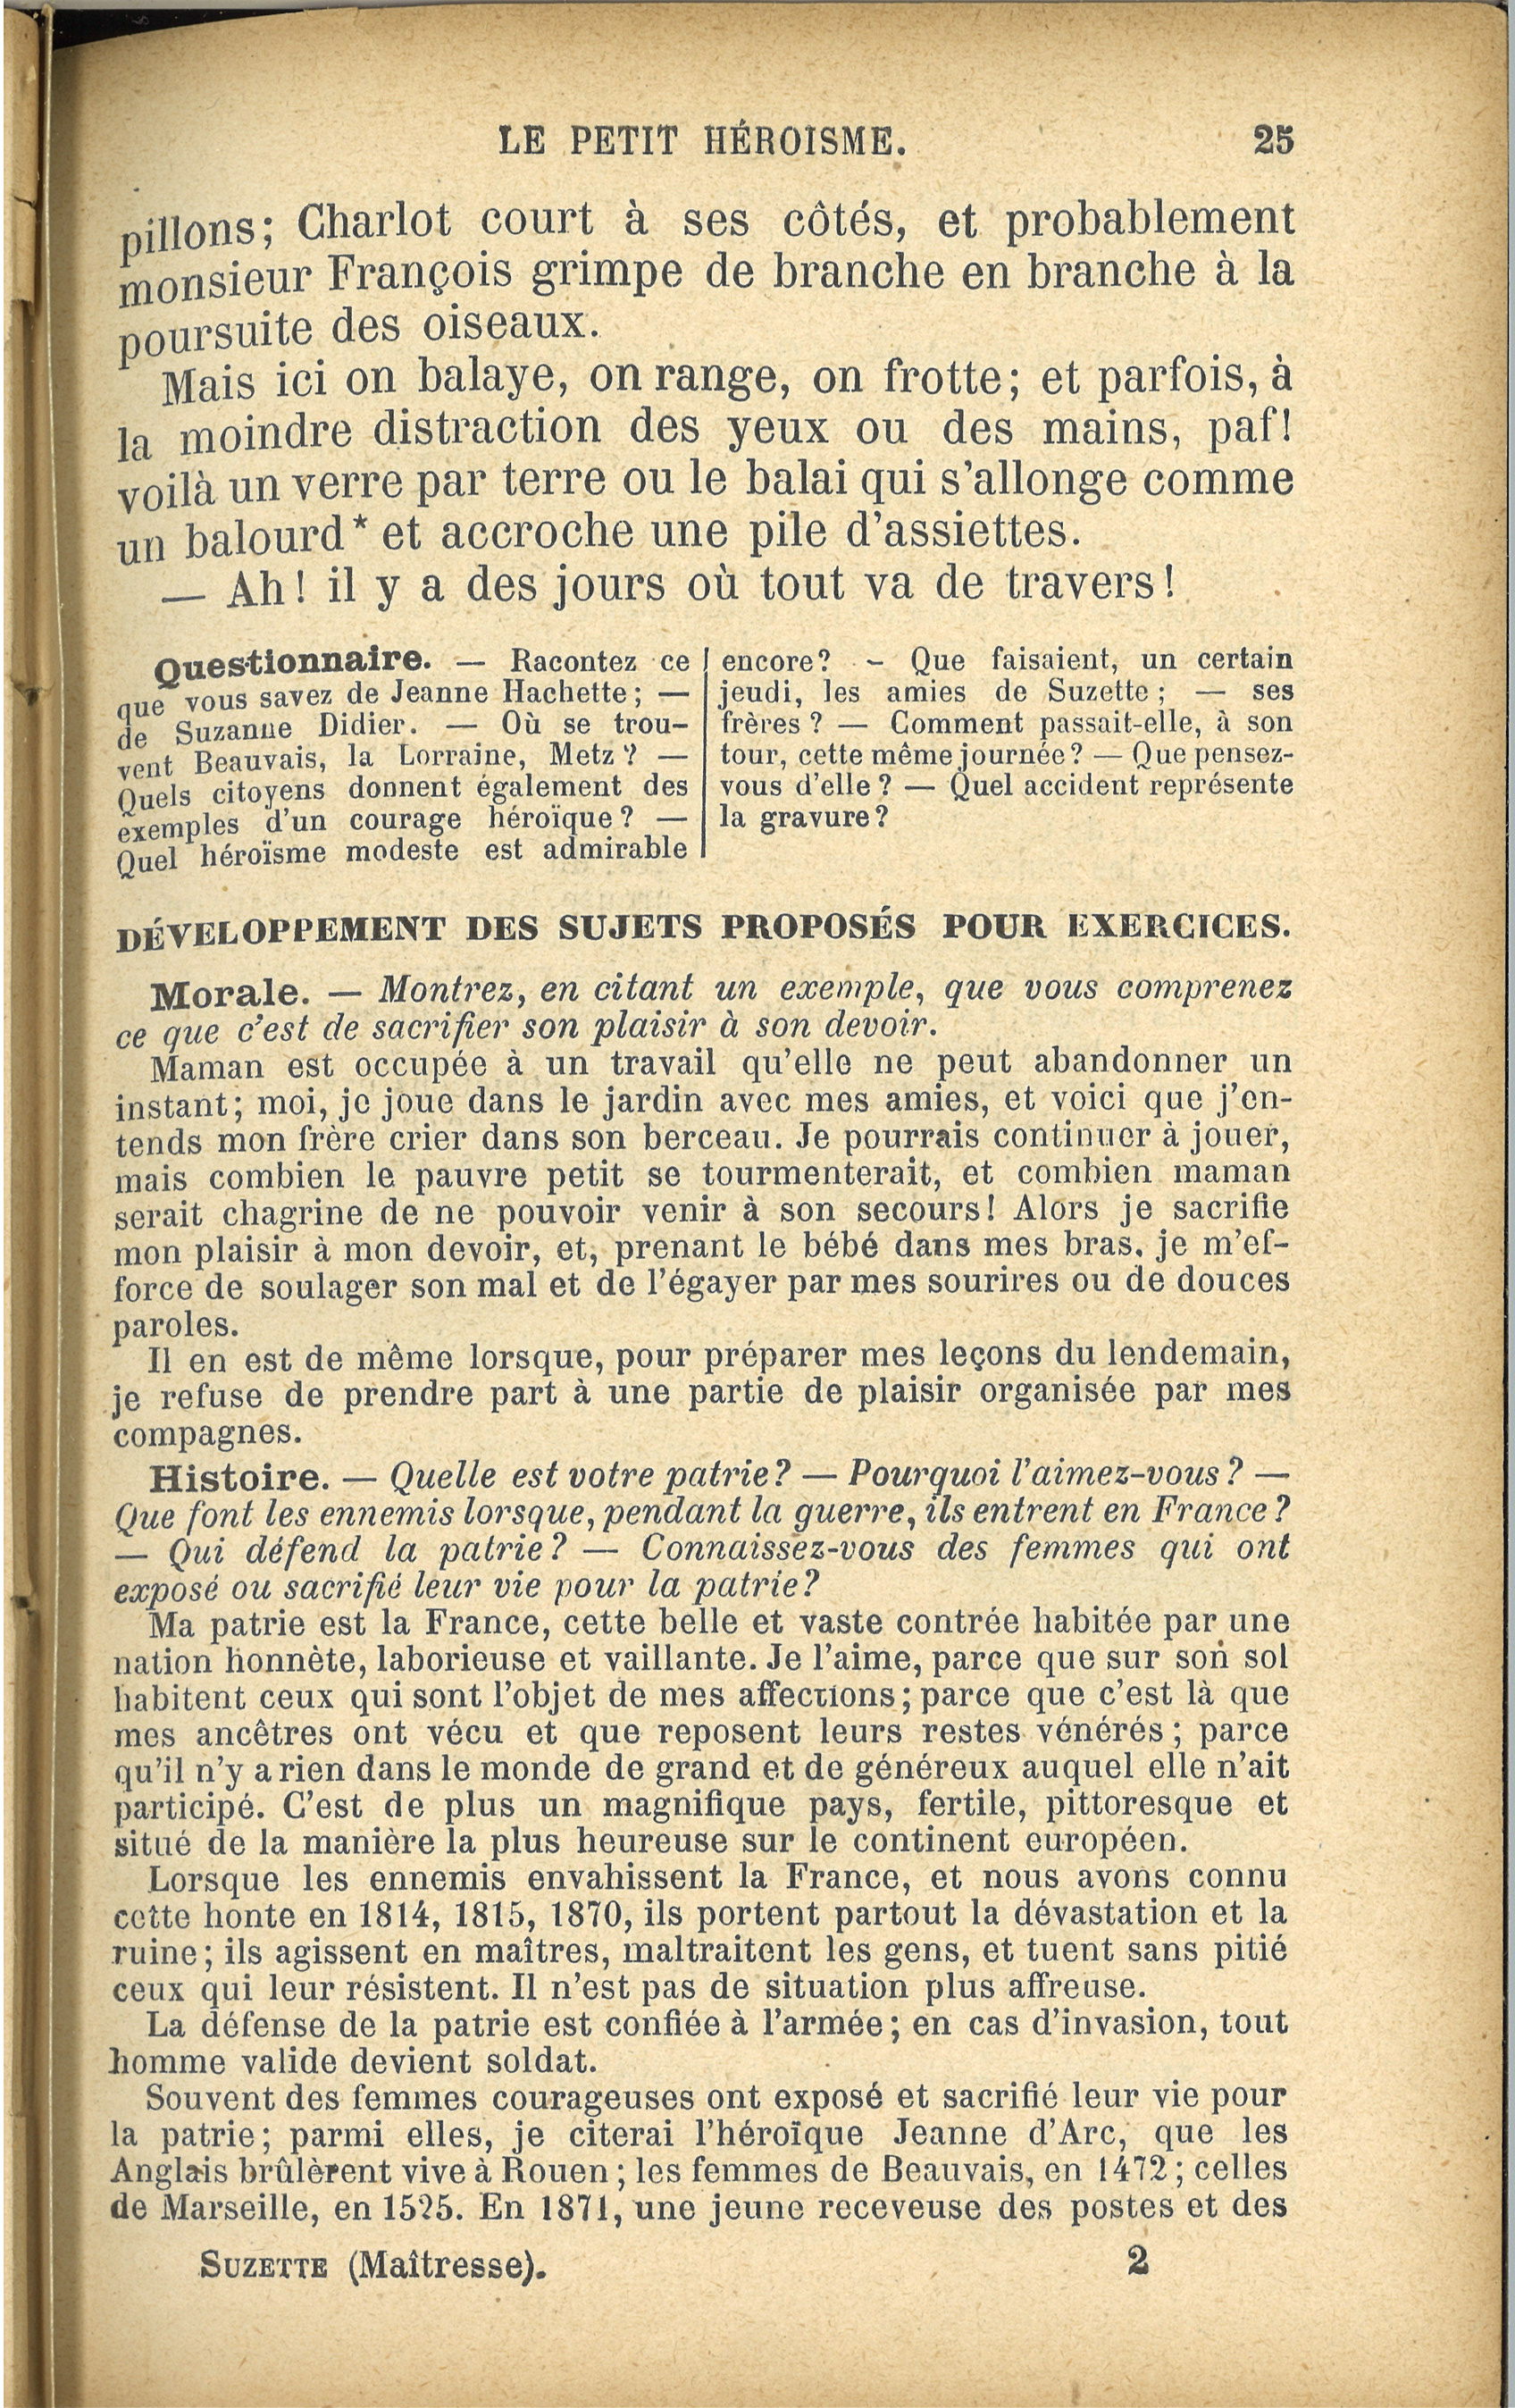 LE PETIT HÉROÏSME. 25
pillons; Charlot court à ses côtés, et probablement
monsieur François grimpe de branche en branche à la
poursuite des oiseaux.
Mais ici on balaye, on range, on frotte; et parfois, à
la moindre distraction des yeux ou des mains, paf!
voilà un verre par terre ou le balai qui s'allonge comme
un balourd* et accroche une pile d'assiettes.
— Ah! il y a des jours où tout va de travers!
Questionnaire. — Racontez ce
que vous savez de Jeanne Hachette; —
de Suzanne Didier. — Où se trou-
vent Beauvais, la Lorraine, Metz? —
Quels citoyens donnent également des
exemples d'un courage héroïque? —
Quel héroïsme modeste est admirable
encore? - Que faisaient, un certain
jeudi, les amies de Suzette; — ses
frères? — Comment passait-elle, à son
tour, cette même journée? — Que pensez-
vous d'elle? — Quel accident représente
la gravure?
DÉVELOPPEMENT DES SUJETS PROPOSÉS POUR EXERCICES.
Morale. — Montrez, en citant un exemple, que vous comprenez
ce que c'est de sacrifier son plaisir à son devoir.
Maman est occupée à un travail qu'elle ne peut abandonner un
instant; moi, je joue dans le jardin avec mes amies, et voici que j'en-
tends mon frère crier dans son berceau. Je pourrais continuer à jouer,
mais combien le pauvre petit se tourmenterait, et combien maman
serait chagrine de ne pouvoir venir à son secours! Alors je sacrifie
mon plaisir à mon devoir, et, prenant le bébé dans mes bras, je m'ef-
force de soulager son mal et de l'égayer par mes sourires ou de douces
paroles.
Il en est de même lorsque, pour préparer mes leçons du lendemain,
je refuse de prendre part à une partie de plaisir organisée par mes
compagnes.
Histoire. — Quelle est votre patrie? — Pourquoi l'aimez-vous? —
Que font les ennemis lorsque, pendant la guerre, ils entrent en France?
— Qui défend la patrie? — Connaissez-vous des femmes qui ont
exposé ou sacrifié leur vie pour la patrie?
Ma patrie est la France, cette belle et vaste contrée habitée par une
nation honnète, laborieuse et vaillante. Je l'aime, parce que sur son sol
habitent ceux qui sont l'objet de mes affections; parce que c'est là que
mes ancêtres ont vécu et que reposent leurs restes vénérés; parce
qu'il n'y a rien dans le monde de grand et de généreux auquel elle n'ait
participé. C'est de plus un magnifique pays, fertile, pittoresque et
situé de la manière la plus heureuse sur le continent européen.
Lorsque les ennemis envahissent la France, et nous avons connu
cette honte en 1814, 1815, 1870, ils portent partout la dévastation et la
ruine; ils agissent en maîtres, maltraitent les gens, et tuent sans pitié
ceux qui leur résistent. Il n'est pas de situation plus affreuse.
La défense de la patrie est confiée à l'armée; en cas d'invasion, tout
homme valide devient soldat.
Souvent des femmes courageuses ont exposé et sacrifié leur vie pour
la patrie; parmi elles, je citerai l'héroïque Jeanne d'Arc, que les
Anglais brûlèrent vive à Rouen; les femmes de Beauvais, en 1472; celles
de Marseille, en 1525. En 1871, une jeune receveuse des postes et des
SUZETTE (Maîtresse). 2